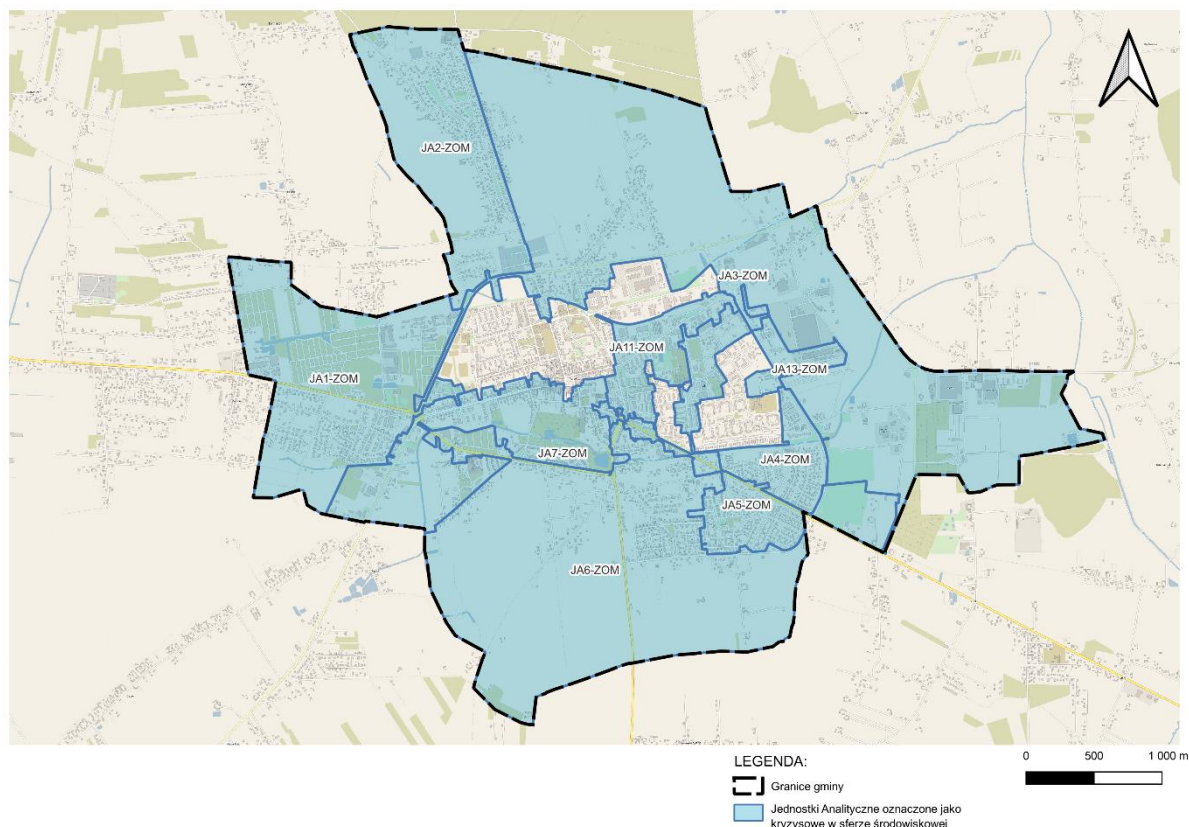 JA2-ZOM
JA3-ZOM
JA11-ZOM
JA13-ZOM
JA1-ZOM
JA7-ZOM
JA4-ZOM
JA5-ZOM
JA6-ZOM
LEGENDA:
0 500 1 000 m
Granice gminy
Jednostki Analityczne oznaczone jako
kryzysowe w sferze środowiskowej